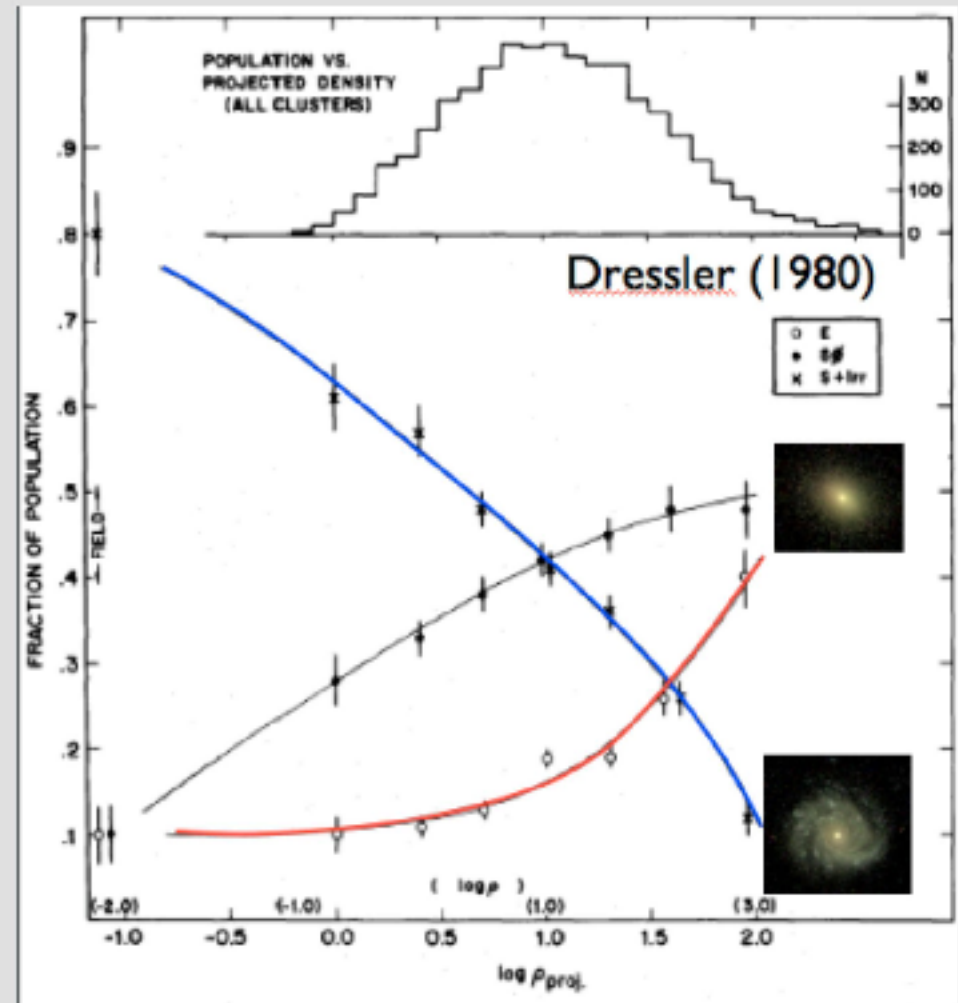 POPULATION VS.
PROJECTED DENSITY
(ALL CLUSTERS)
N
300
200
100
0
.9
.8
.7
.6
.5
.4
.3
.2
.1
FRACTION OF POPULATION
FIELD
Dressler (1980)
E
SØ
S+Irr
( log ρ )
(-2.0) (-1.0) (1.0) (3.0)
-1.0 -0.5 0.0 0.5 1.0 1.5 2.0
log ρproj.